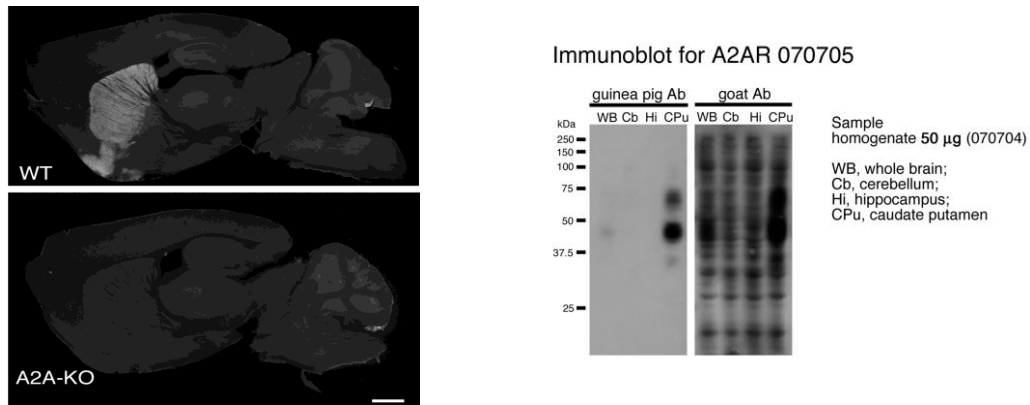 WT
A2A-KO
Immunoblot for A2AR 070705
guinea pig Ab goat Ab
WB Cb Hi CPu WB Cb Hi CPu
kDa
250
150
100
75
50
37.5
25
Sample
homogenate 50 µg (070704)
WB, whole brain;
Cb, cerebellum;
Hi, hippocampus;
CPu, caudate putamen